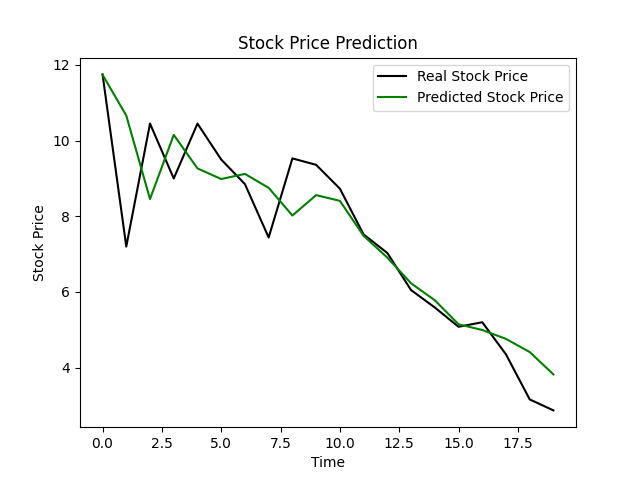 Stock Price Prediction
Real Stock Price
Predicted Stock Price
Stock Price
12
10
8
6
4
0.0 2.5 5.0 7.5 10.0 12.5 15.0 17.5
Time